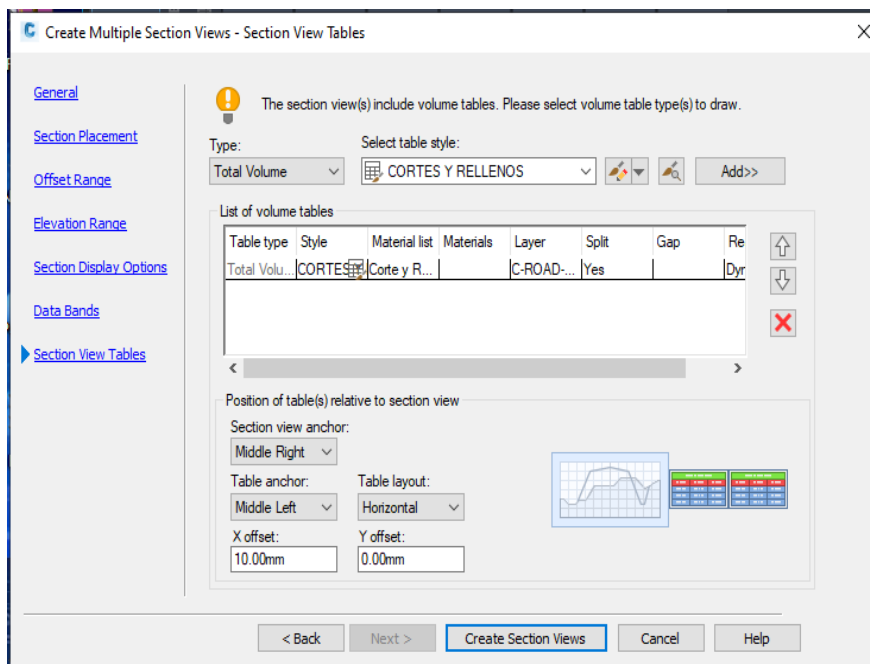 Create Multiple Section Views - Section View Tables
General
Section Placement
Offset Range
Elevation Range
Section Display Options
Data Bands
Section View Tables
The section view(s) include volume tables. Please select volume table type(s) to draw.
Type:
Select table style:
Total Volume
CORTES Y RELLENOS
Add>>
List of volume tables
Table type Style Material list Materials Layer Split Gap Re
Total Volu... CORTES Corte y R... C-ROAD-... Yes Dyr
Position of table(s) relative to section view
Section view anchor:
Middle Right
Table anchor: Table layout:
Middle Left Horizontal
X offset: Y offset:
10.00mm 0.00mm
< Back Next > Create Section Views Cancel Help